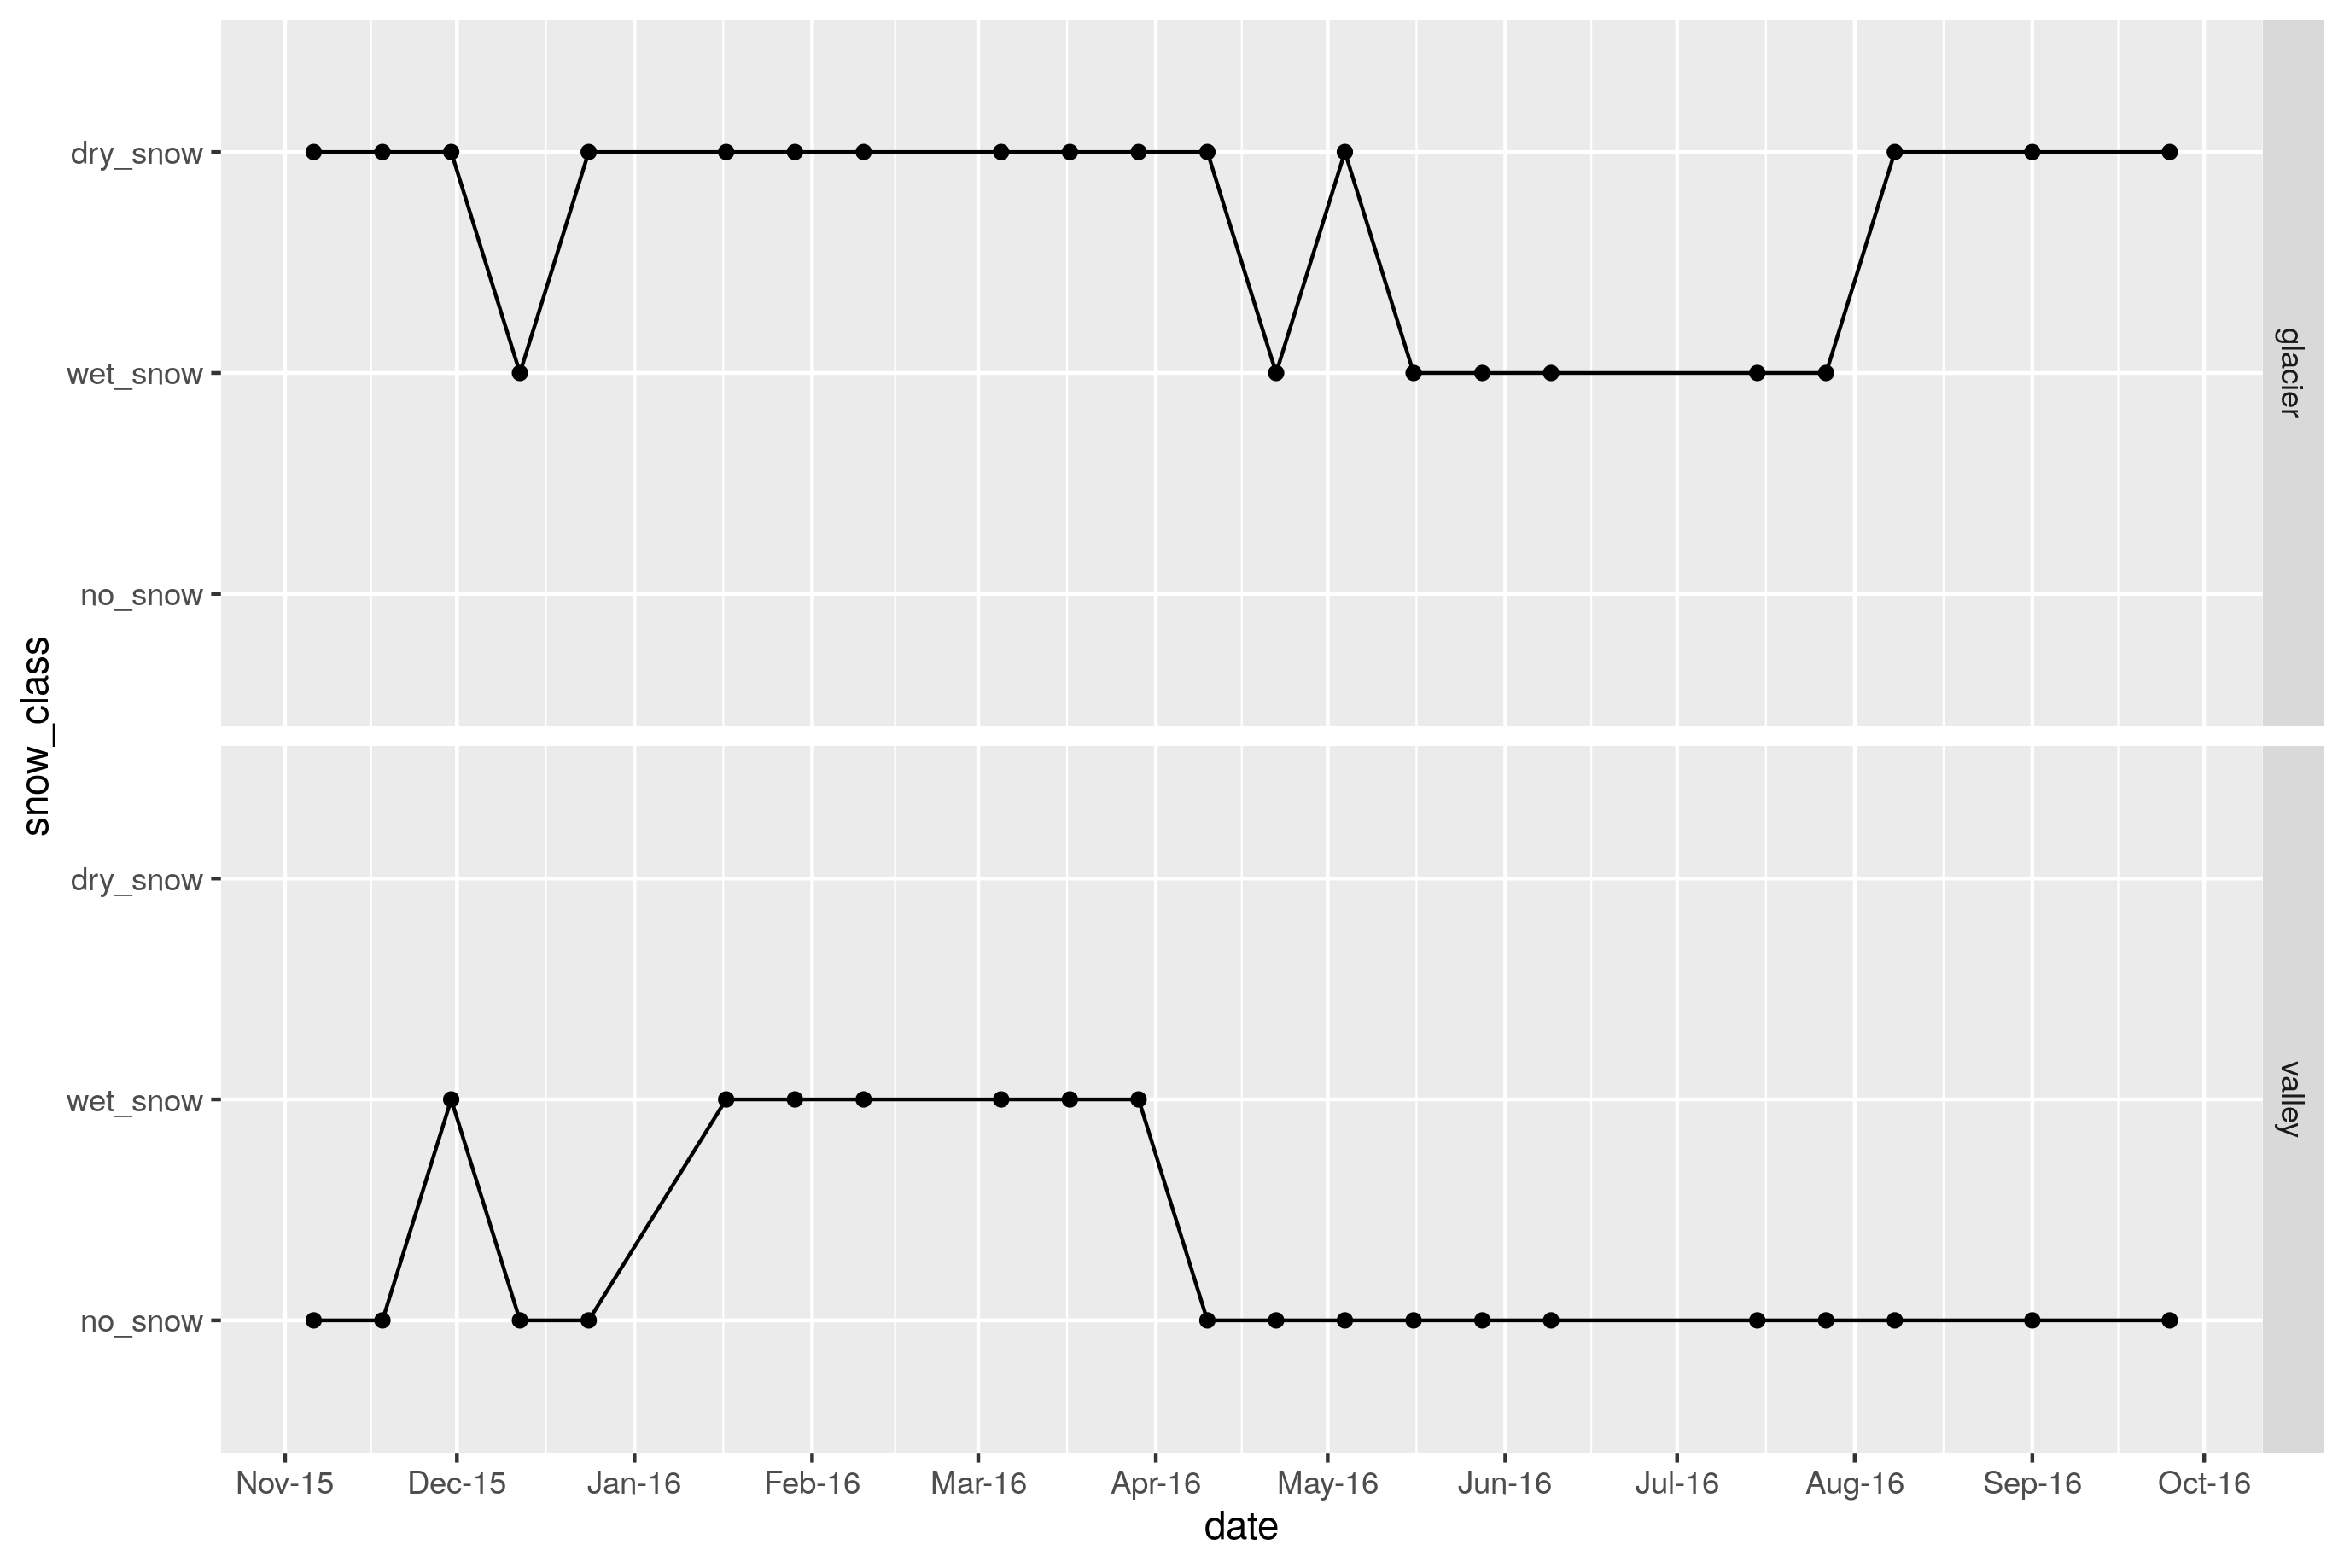 snow_class
dry_snow
wet_snow
no_snow
glacier
dry_snow
wet_snow
no_snow
valley
Nov-15 Dec-15 Jan-16 Feb-16 Mar-16 Apr-16 May-16 Jun-16 Jul-16 Aug-16 Sep-16 Oct-16
date